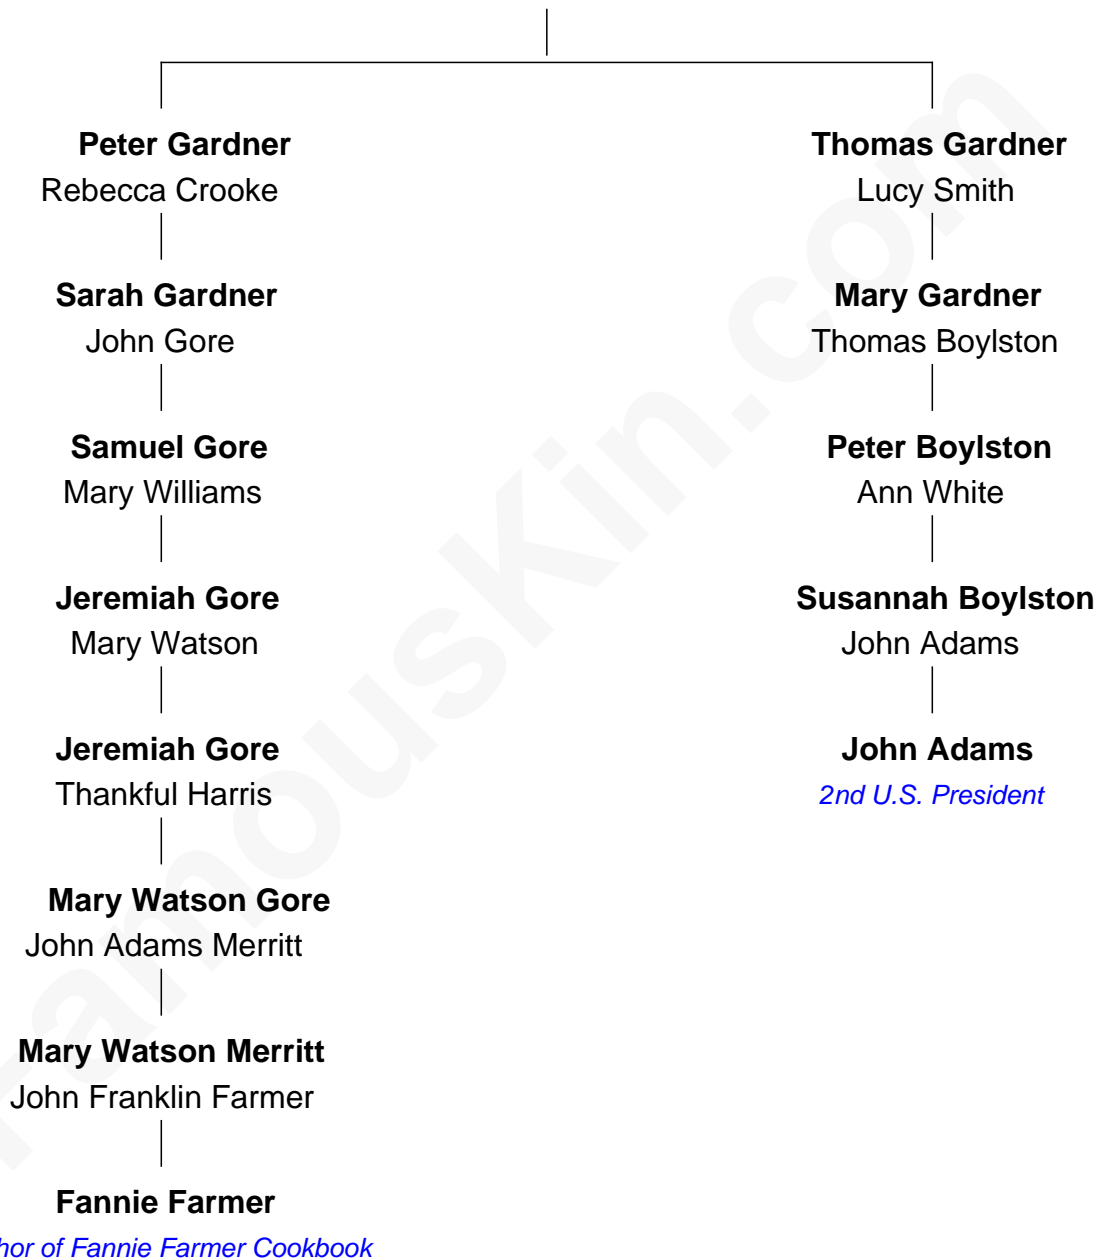 Peter Gardner
Rebecca Crooke
Sarah Gardner
John Gore
Samuel Gore
Mary Williams
Jeremiah Gore
Mary Watson
Jeremiah Gore
Thankful Harris
Mary Watson Gore
John Adams Merritt
Mary Watson Merritt
John Franklin Farmer
Fannie Farmer
hor of Fannie Farmer Cookbook
Thomas Gardner
Lucy Smith
Mary Gardner
Thomas Boylston
Peter Boylston
Ann White
Susannah Boylston
John Adams
John Adams
2nd U.S. President
FamousKin.com